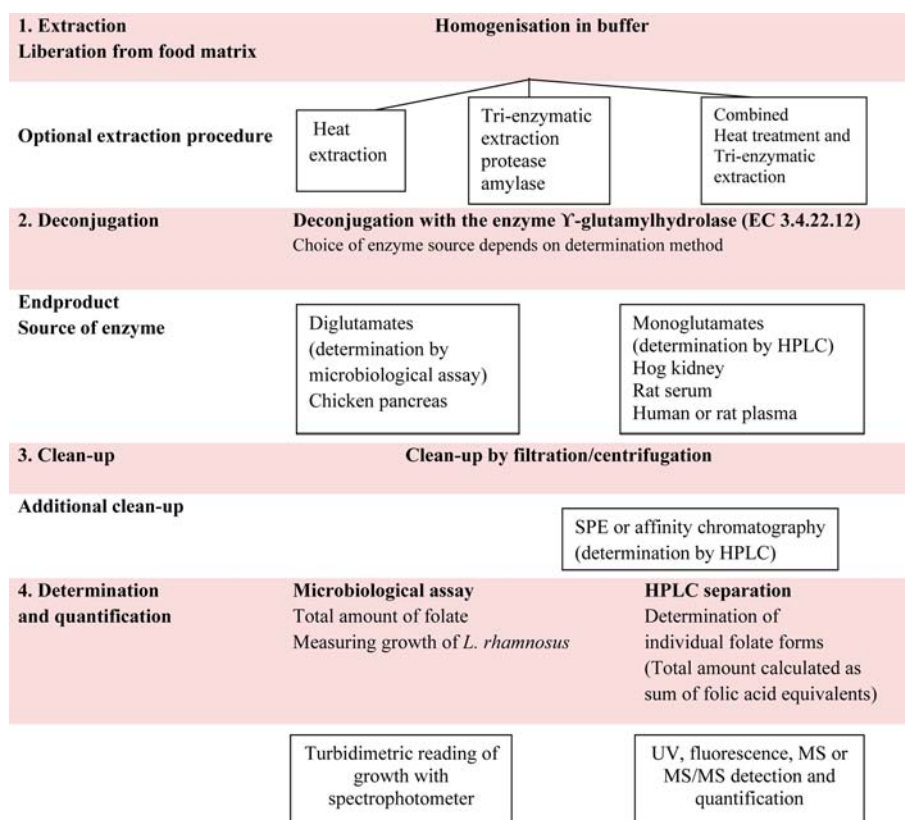 1. Extraction
Liberation from food matrix
Homogenisation in buffer
Optional extraction procedure
Heat
extraction
Tri-enzymatic
extraction
protease
amylase
Combined
Heat treatment and
Tri-enzymatic
extraction
2. Deconjugation
Deconjugation with the enzyme ϒ-glutamylhydrolase (EC 3.4.22.12)
Choice of enzyme source depends on determination method
Endproduct
Source of enzyme
Diglutamates
(determination by
microbiological assay)
Chicken pancreas
Monoglutamates
(determination by HPLC)
Hog kidney
Rat serum
Human or rat plasma
3. Clean-up
Clean-up by filtration/centrifugation
Additional clean-up
SPE or affinity chromatography
(determination by HPLC)
4. Determination
and quantification
Microbiological assay
Total amount of folate
Measuring growth of L. rhamnosus
HPLC separation
Determination of
individual folate forms
(Total amount calculated as
sum of folic acid equivalents)
Turbidimetric reading of
growth with
spectrophotometer
UV, fluorescence, MS or
MS/MS detection and
quantification